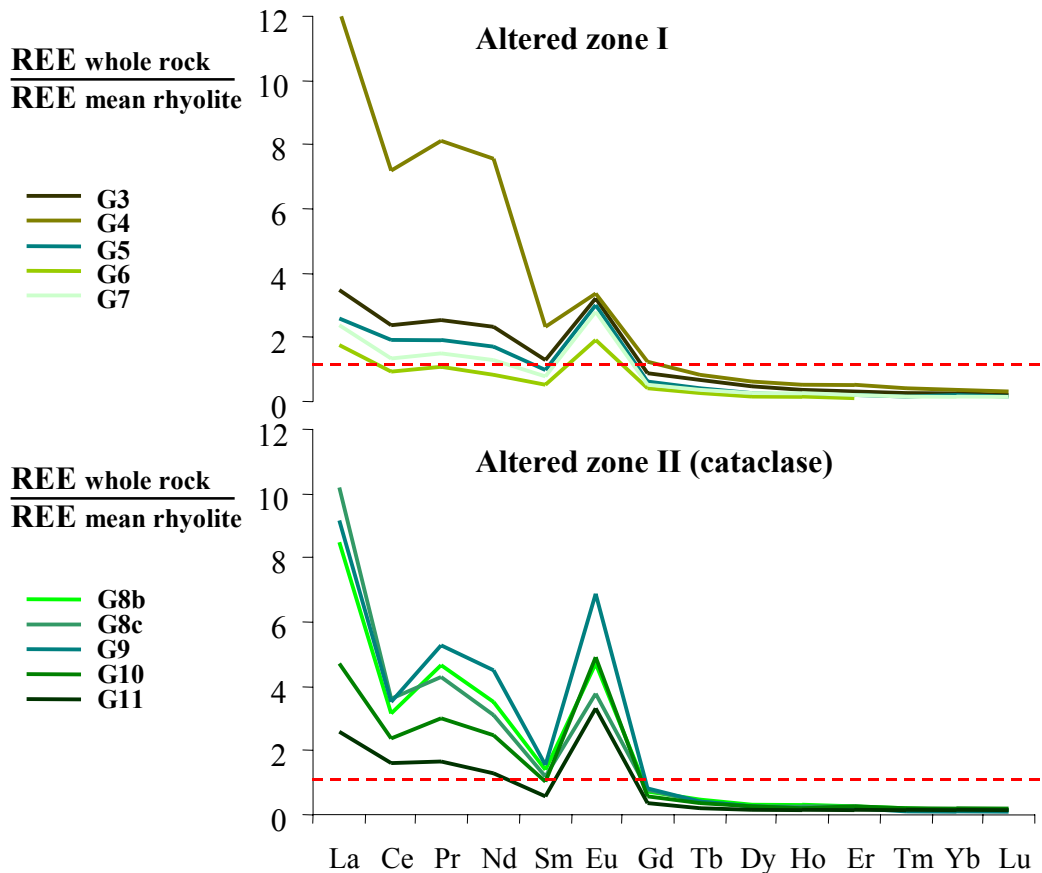 Altered zone I
REE whole rock
REE mean rhyolite
G3
G4
G5
G6
G7
12
10
8
6
4
2
0
Altered zone II (cataclase)
REE whole rock
REE mean rhyolite
G8b
G8c
G9
G10
G11
12
10
8
6
4
2
0
La Ce Pr Nd Sm Eu Gd Tb Dy Ho Er Tm Yb Lu